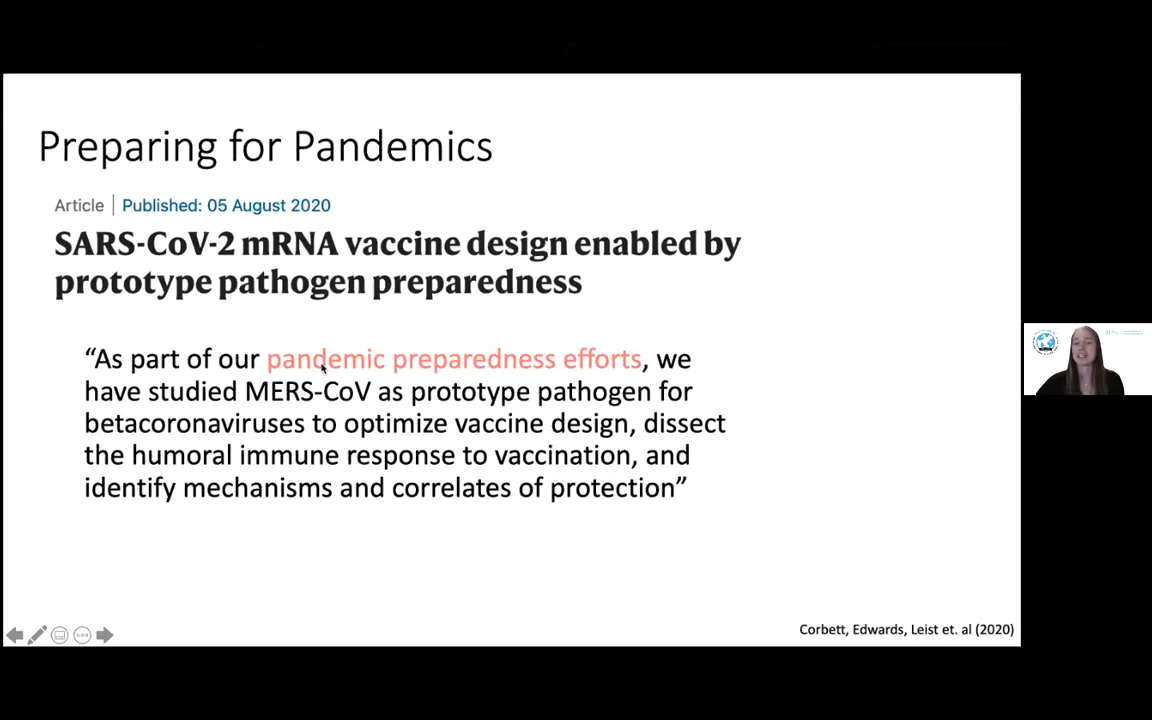 Preparing for Pandemics
Article | Published: 05 August 2020
SARS-CoV-2 mRNA vaccine design enabled by
prototype pathogen preparedness
“As part of our pandemic preparedness efforts, we
have studied MERS-CoV as prototype pathogen for
betacoronaviruses to optimize vaccine design, dissect
the humoral immune response to vaccination, and
identify mechanisms and correlates of protection”
Corbett, Edwards, Leist et. al (2020)